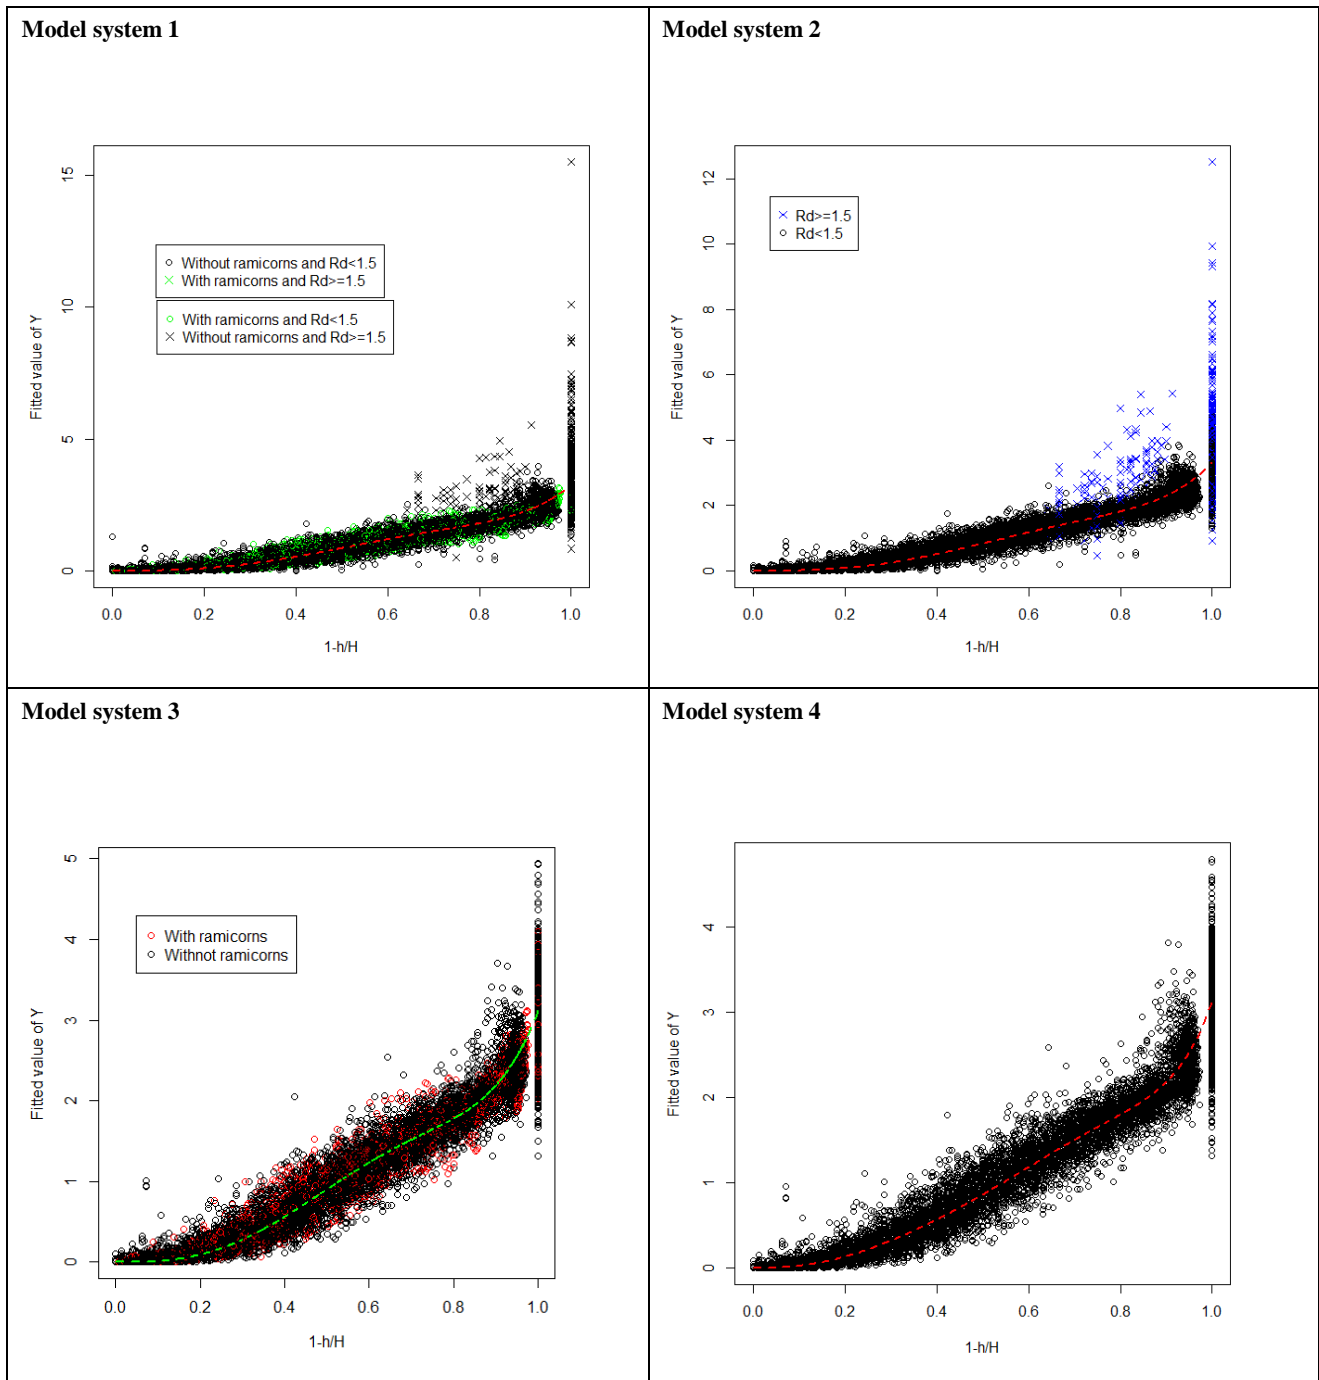 Model system 1
Fitted value of Y
15
10
5
0
Without ramicorns and Rd<1.5
With ramicorns and Rd>=1.5
With ramicorns and Rd<1.5
Without ramicorns and Rd>=1.5
0.0 0.2 0.4 0.6 0.8 1.0
1-h/H
Model system 2
Fitted value of Y
12
10
8
6
4
2
0
Rd>=1.5
Rd<1.5
0.0 0.2 0.4 0.6 0.8 1.0
1-h/H
Model system 3
Fitted value of Y
5
4
3
2
1
0
With ramicorns
Withnot ramicorns
0.0 0.2 0.4 0.6 0.8 1.0
1-h/H
Model system 4
Fitted value of Y
4
3
2
1
0
0.0 0.2 0.4 0.6 0.8 1.0
1-h/H